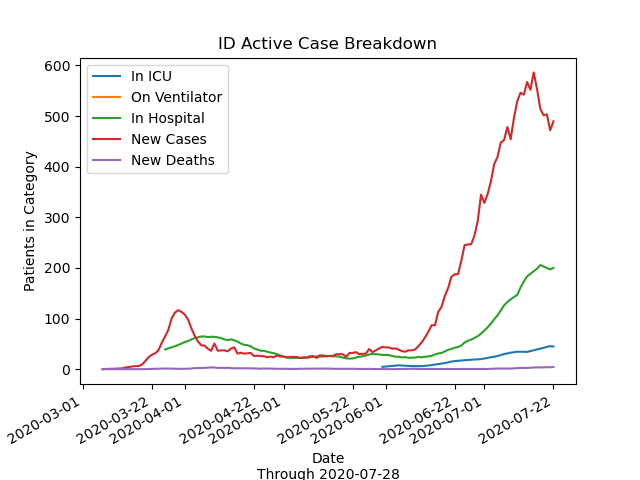 ID Active Case Breakdown
In ICU
On Ventilator
In Hospital
New Cases
New Deaths
Patients in Category
600
500
400
300
200
100
0
2020-03-01
2020-03-22
2020-04-01
2020-04-22
2020-05-01
2020-05-22
2020-06-01
2020-06-22
2020-07-01
2020-07-22
Date
Through 2020-07-28